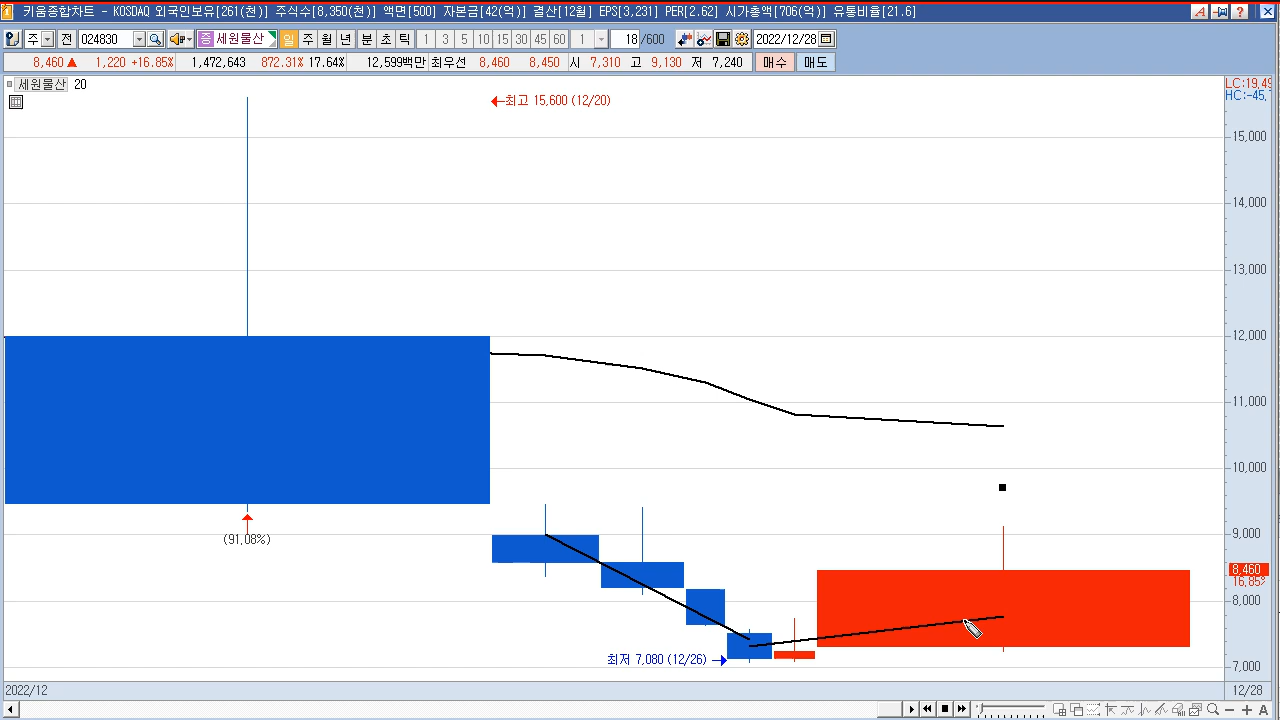 키움종합차트 - KOSDAQ 외국인보유[261(천)] 주식수[8,350(천)] 액면[500] 자본금[42(억)] 결산[12월] EPS[3,231] PER[2.62] 시가총액[706(억)] 유통비율[21.6]
주 전 024830 증 세원물산 일 주 월 년 분 초 틱 1 3 5 10 15 30 45 60 1 18 /600 2022/12/28
8,460 ▲ 1,220 +16.85% 1,472,643 872.31% 17.64% 12,599백만 최우선 8,460 8,450 시 7,310 고 9,130 저 7,240 매수 매도
세원물산 20
LC:19,49
HC:-45,
최고 15,600 (12/20)
15,000
14,000
13,000
12,000
11,000
10,000
9,000
(91,08%)
8,460
16,85%
8,000
최저 7,080 (12/26)
7,000
2022/12 12/28